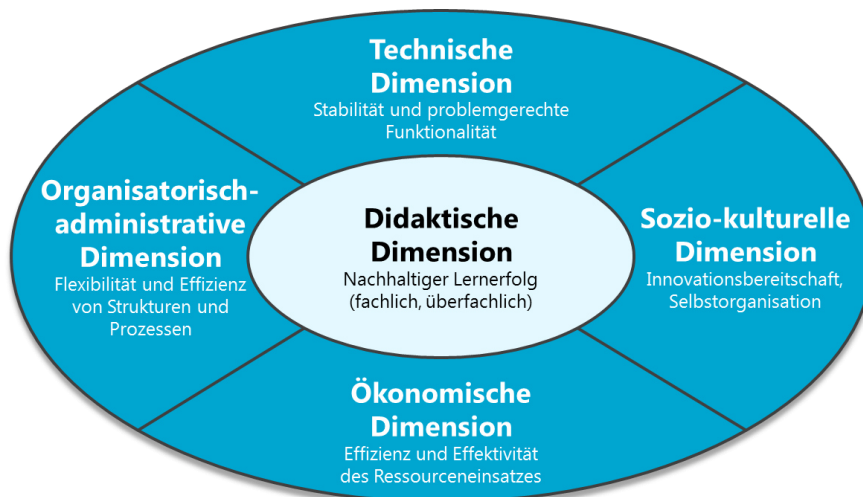 Technische
Dimension
Stabilität und problemgerechte
Funktionalität
Organisatorisch-
administrative
Dimension
Flexibilität und Effizienz
von Strukturen und
Prozessen
Didaktische
Dimension
Nachhaltiger Lernerfolg
(fachlich, überfachlich)
Sozio-kulturelle
Dimension
Innovationsbereitschaft,
Selbstorganisation
Ökonomische
Dimension
Effizienz und Effektivität
des Ressourceneinsatzes